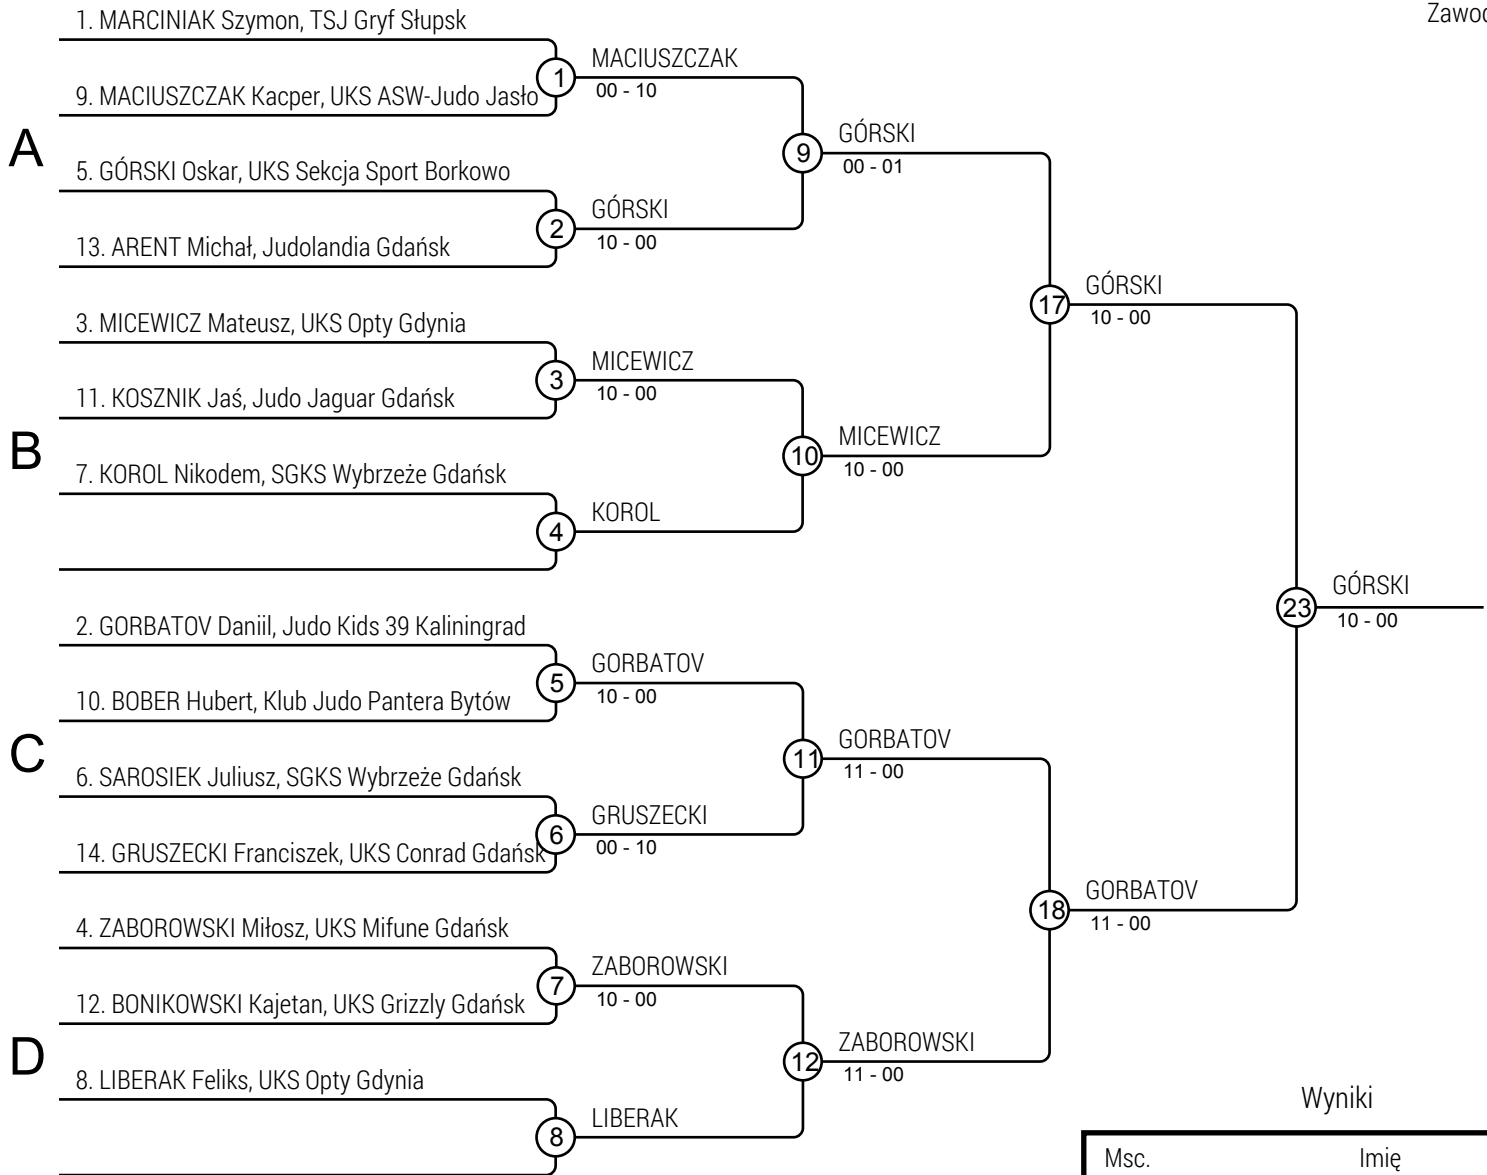 1. MARCINIAK Szymon, TSJ Gryf Słupsk
Zawod
MACIUSZCZAK
1
00 - 10
9. MACIUSZCZAK Kacper, UKS ASW-Judo Jasło
A
GÓRSKI
9
00 - 01
5. GÓRSKI Oskar, UKS Sekcja Sport Borkowo
GÓRSKI
2
10 - 00
13. ARENT Michał, Judolandia Gdańsk
GÓRSKI
17
10 - 00
3. MICEWICZ Mateusz, UKS Opty Gdynia
MICEWICZ
3
10 - 00
11. KOSZNIK Jaś, Judo Jaguar Gdańsk
B
MICEWICZ
10
10 - 00
7. KOROL Nikodem, SGKS Wybrzeże Gdańsk
KOROL
4
GÓRSKI
23
10 - 00
2. GORBATOV Daniil, Judo Kids 39 Kaliningrad
GORBATOV
5
10 - 00
10. BOBER Hubert, Klub Judo Pantera Bytów
C
GORBATOV
11
11 - 00
6. SAROSIEK Juliusz, SGKS Wybrzeże Gdańsk
GRUSZECKI
6
00 - 10
14. GRUSZECKI Franciszek, UKS Conrad Gdańsk
GORBATOV
18
11 - 00
4. ZABOROWSKI Miłosz, UKS Mifune Gdańsk
ZABOROWSKI
7
10 - 00
12. BONIKOWSKI Kajetan, UKS Grizzly Gdańsk
D
ZABOROWSKI
12
11 - 00
8. LIBERAK Feliks, UKS Opty Gdynia
LIBERAK
8
Wyniki
Msc. Imię